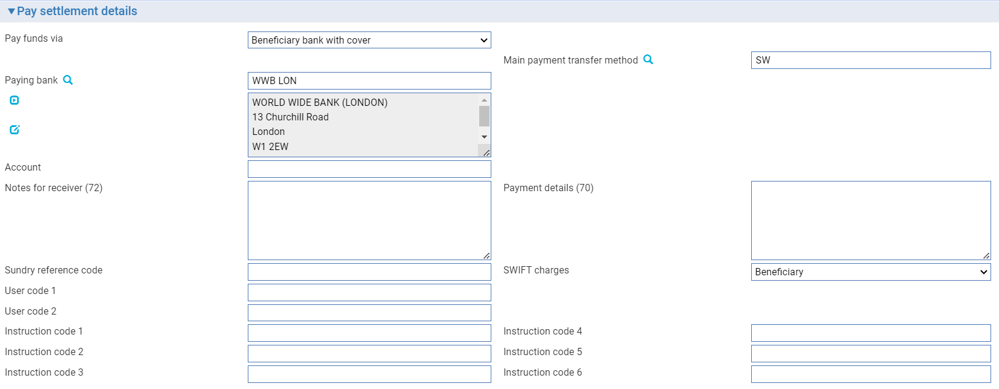 Pay settlement details
Pay funds via
Beneficiary bank with cover
Main payment transfer method
SW
Paying bank
WWB LON
WORLD WIDE BANK (LONDON)
13 Churchill Road
London
W1 2EW
Account
Notes for receiver (72)
Payment details (70)
Sundry reference code
SWIFT charges
Beneficiary
User code 1
User code 2
Instruction code 1
Instruction code 4
Instruction code 2
Instruction code 5
Instruction code 3
Instruction code 6